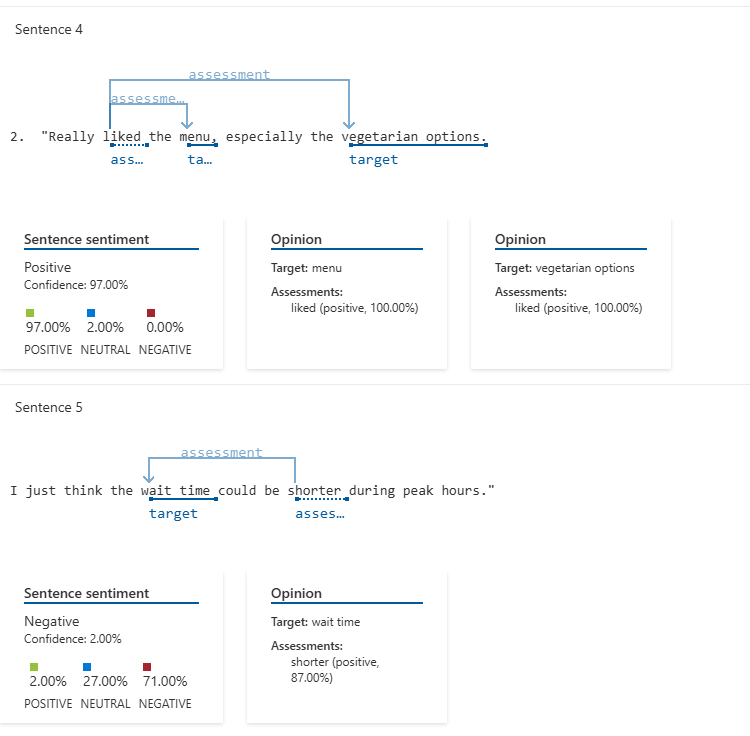 Sentence 4
assessment
assessme...
2. "Really liked the menu, especially the vegetarian options.
ass... ta... target
Sentence sentiment
Positive
Confidence: 97.00%
97.00% 2.00% 0.00%
POSITIVE NEUTRAL NEGATIVE
Opinion
Target: menu
Assessments:
liked (positive, 100.00%)
Opinion
Target: vegetarian options
Assessments:
liked (positive, 100.00%)
Sentence 5
assessment
I just think the wait time could be shorter during peak hours."
target asses...
Sentence sentiment
Negative
Confidence: 2.00%
2.00% 27.00% 71.00%
POSITIVE NEUTRAL NEGATIVE
Opinion
Target: wait time
Assessments:
shorter (positive,
87.00%)